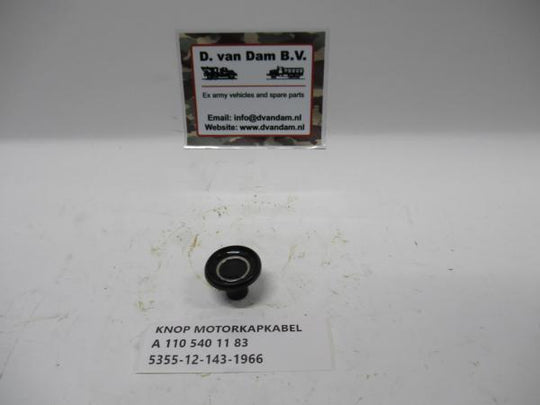 D. van Dam B.V.
Ex army vehicles and spare parts
Email: info@dvandam.nl
Website: www.dvandam.nl
KNOP MOTORKAPKABEL
A 110 540 11 83
5355-12-143-1966